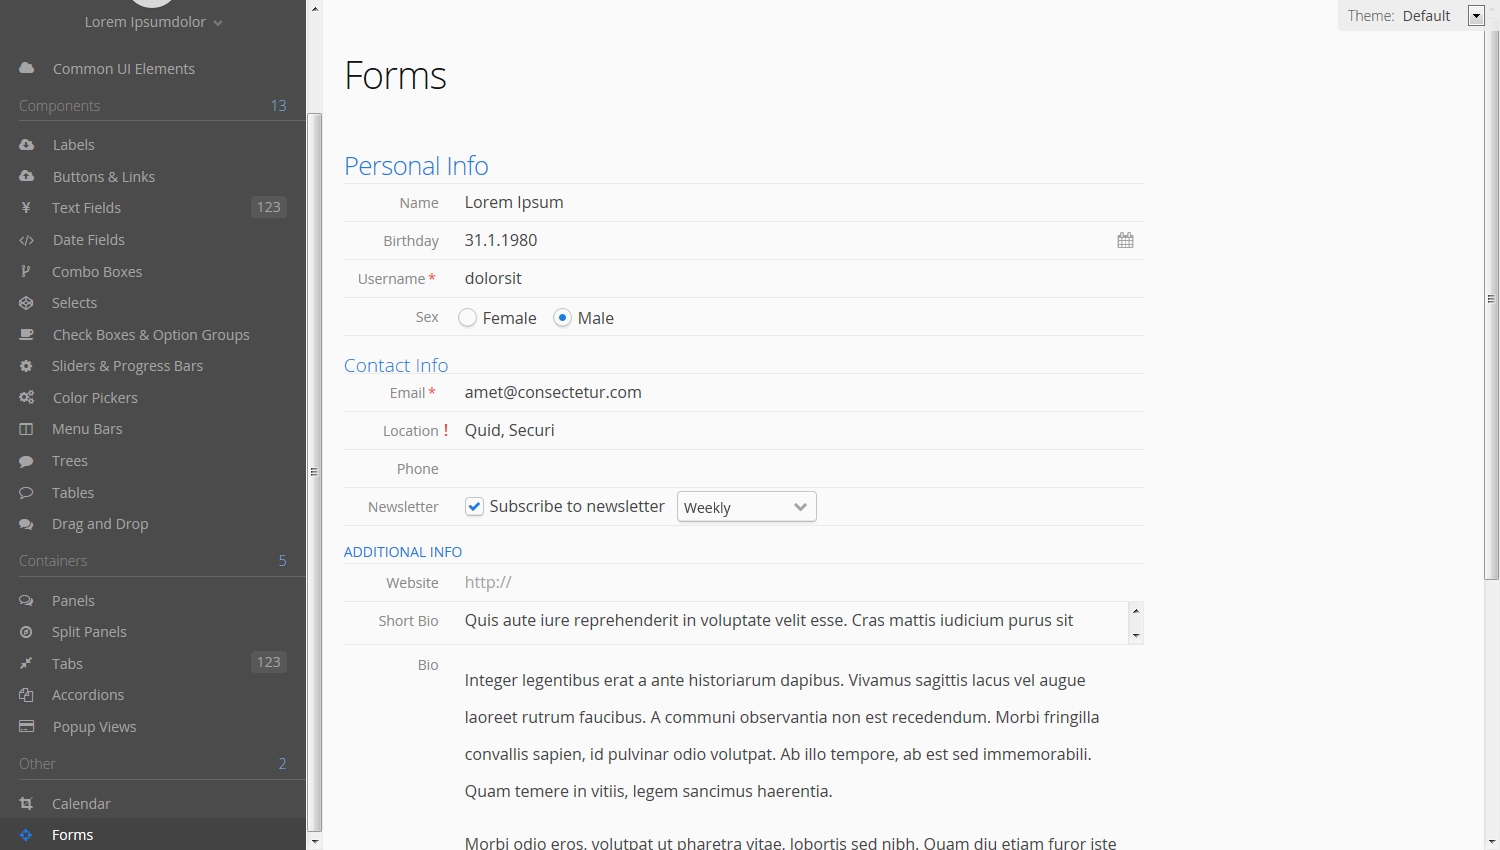 Lorem Ipsumdolor
Common UI Elements
Components 13
Labels
Buttons & Links
Text Fields 123
Date Fields
Combo Boxes
Selects
Check Boxes & Option Groups
Sliders & Progress Bars
Color Pickers
Menu Bars
Trees
Tables
Drag and Drop
Containers 5
Panels
Split Panels
Tabs 123
Accordions
Popup Views
Other 2
Calendar
Forms
Theme: Default
Forms
Personal Info
Name Lorem Ipsum
Birthday 31.1.1980
Username * dolorsit
Sex Female Male
Contact Info
Email * amet@consectetur.com
Location ! Quid, Securi
Phone
Newsletter Subscribe to newsletter Weekly
ADDITIONAL INFO
Website http://
Short Bio Quis aute iure reprehenderit in voluptate velit esse. Cras mattis iudicium purus sit
Bio
Integer legentibus erat a ante historiarum dapibus. Vivamus sagittis lacus vel augue
laoreet rutrum faucibus. A communi observantia non est recedendum. Morbi fringilla
convallis sapien, id pulvinar odio volutpat. Ab illo tempore, ab est sed immemorabili.
Quam temere in vitiis, legem sancimus haerentia.
Morbi odio eros, volutpat ut pharetra vitae, lobortis sed nibh. Quam diu etiam furor iste